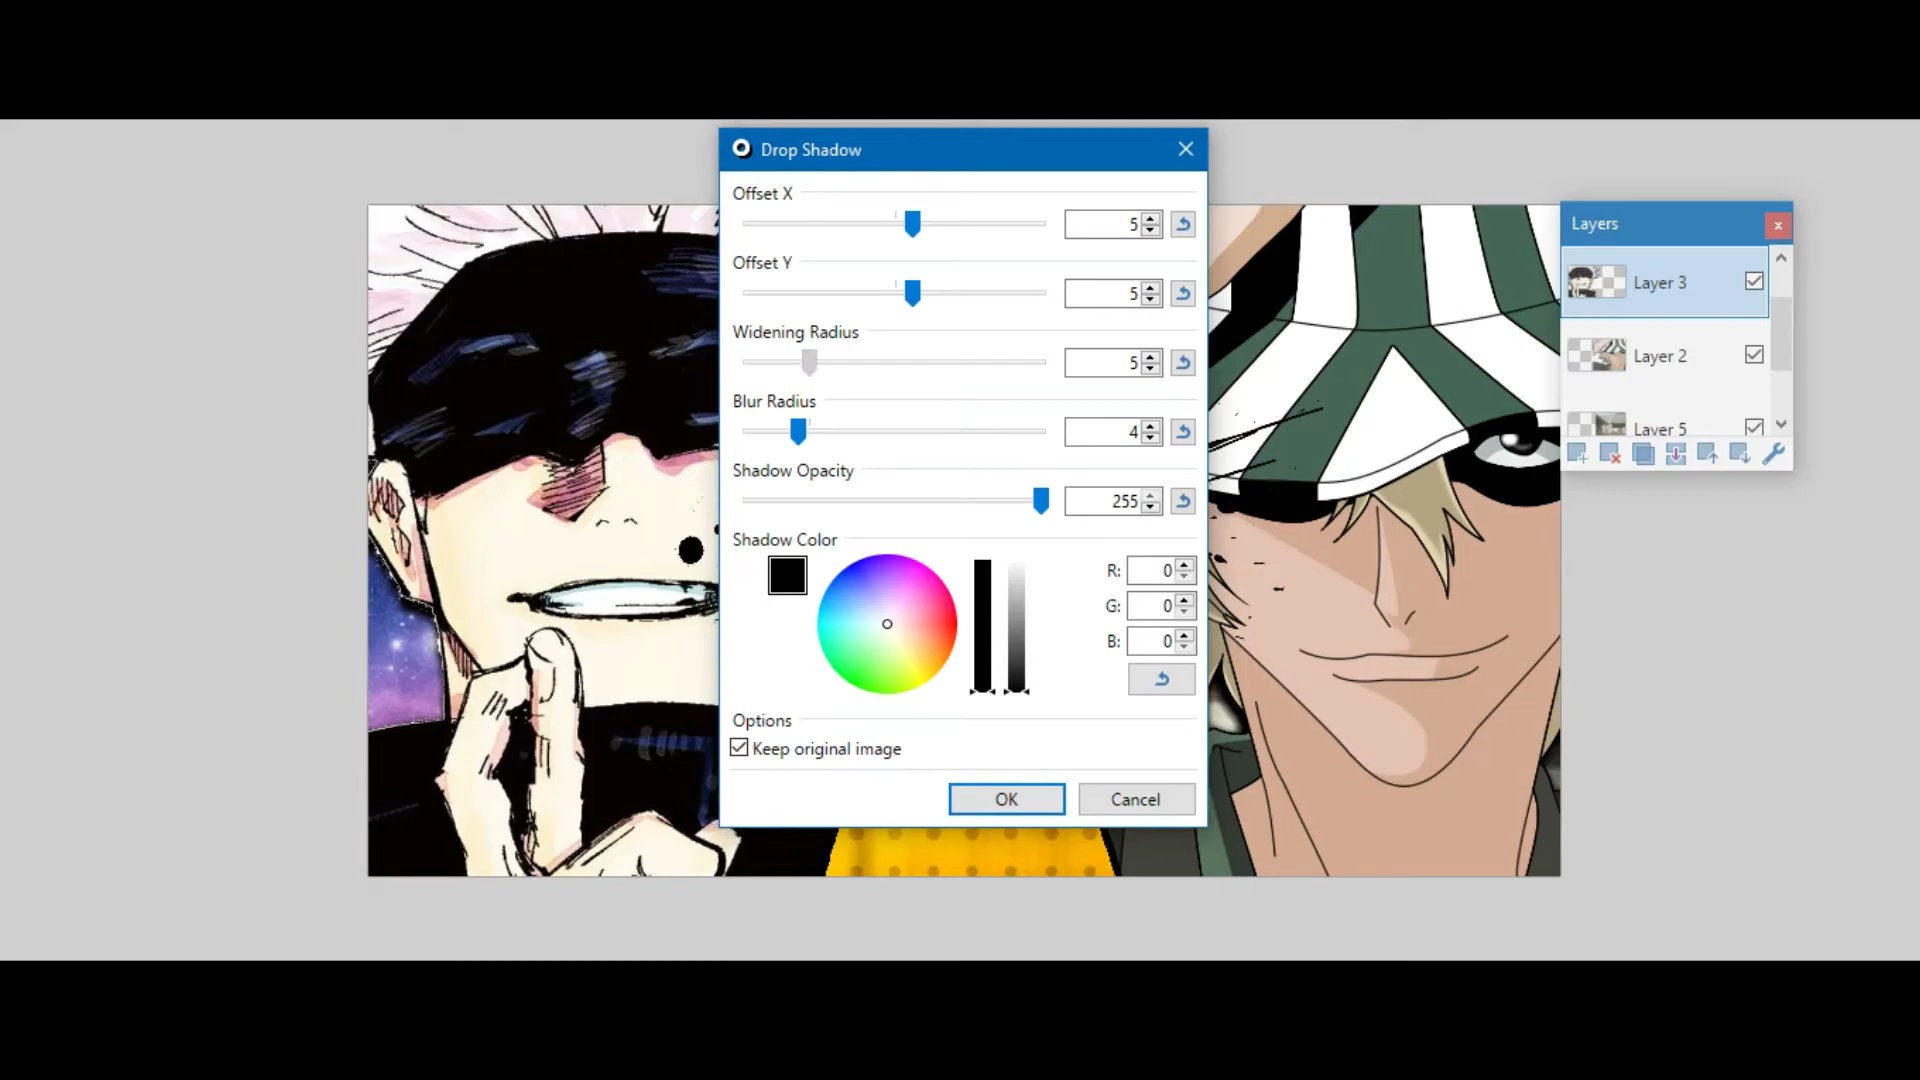 Drop Shadow
Offset X
5
Offset Y
5
Widening Radius
5
Blur Radius
4
Shadow Opacity
255
Shadow Color
R: 0
G: 0
B: 0
Options
Keep original image
OK Cancel
Layers
Layer 3
Layer 2
Layer 5